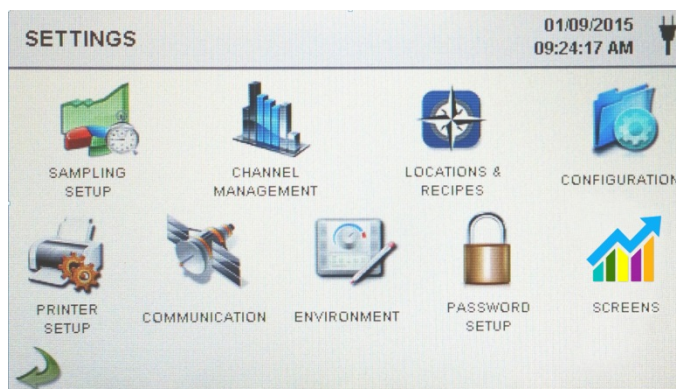 SETTINGS
01/09/2015
09:24:17 AM
SAMPLING
SETUP
CHANNEL
MANAGEMENT
LOCATIONS &
RECIPES
CONFIGURATION
PRINTER
SETUP
COMMUNICATION
ENVIRONMENT
PASSWORD
SETUP
SCREENS